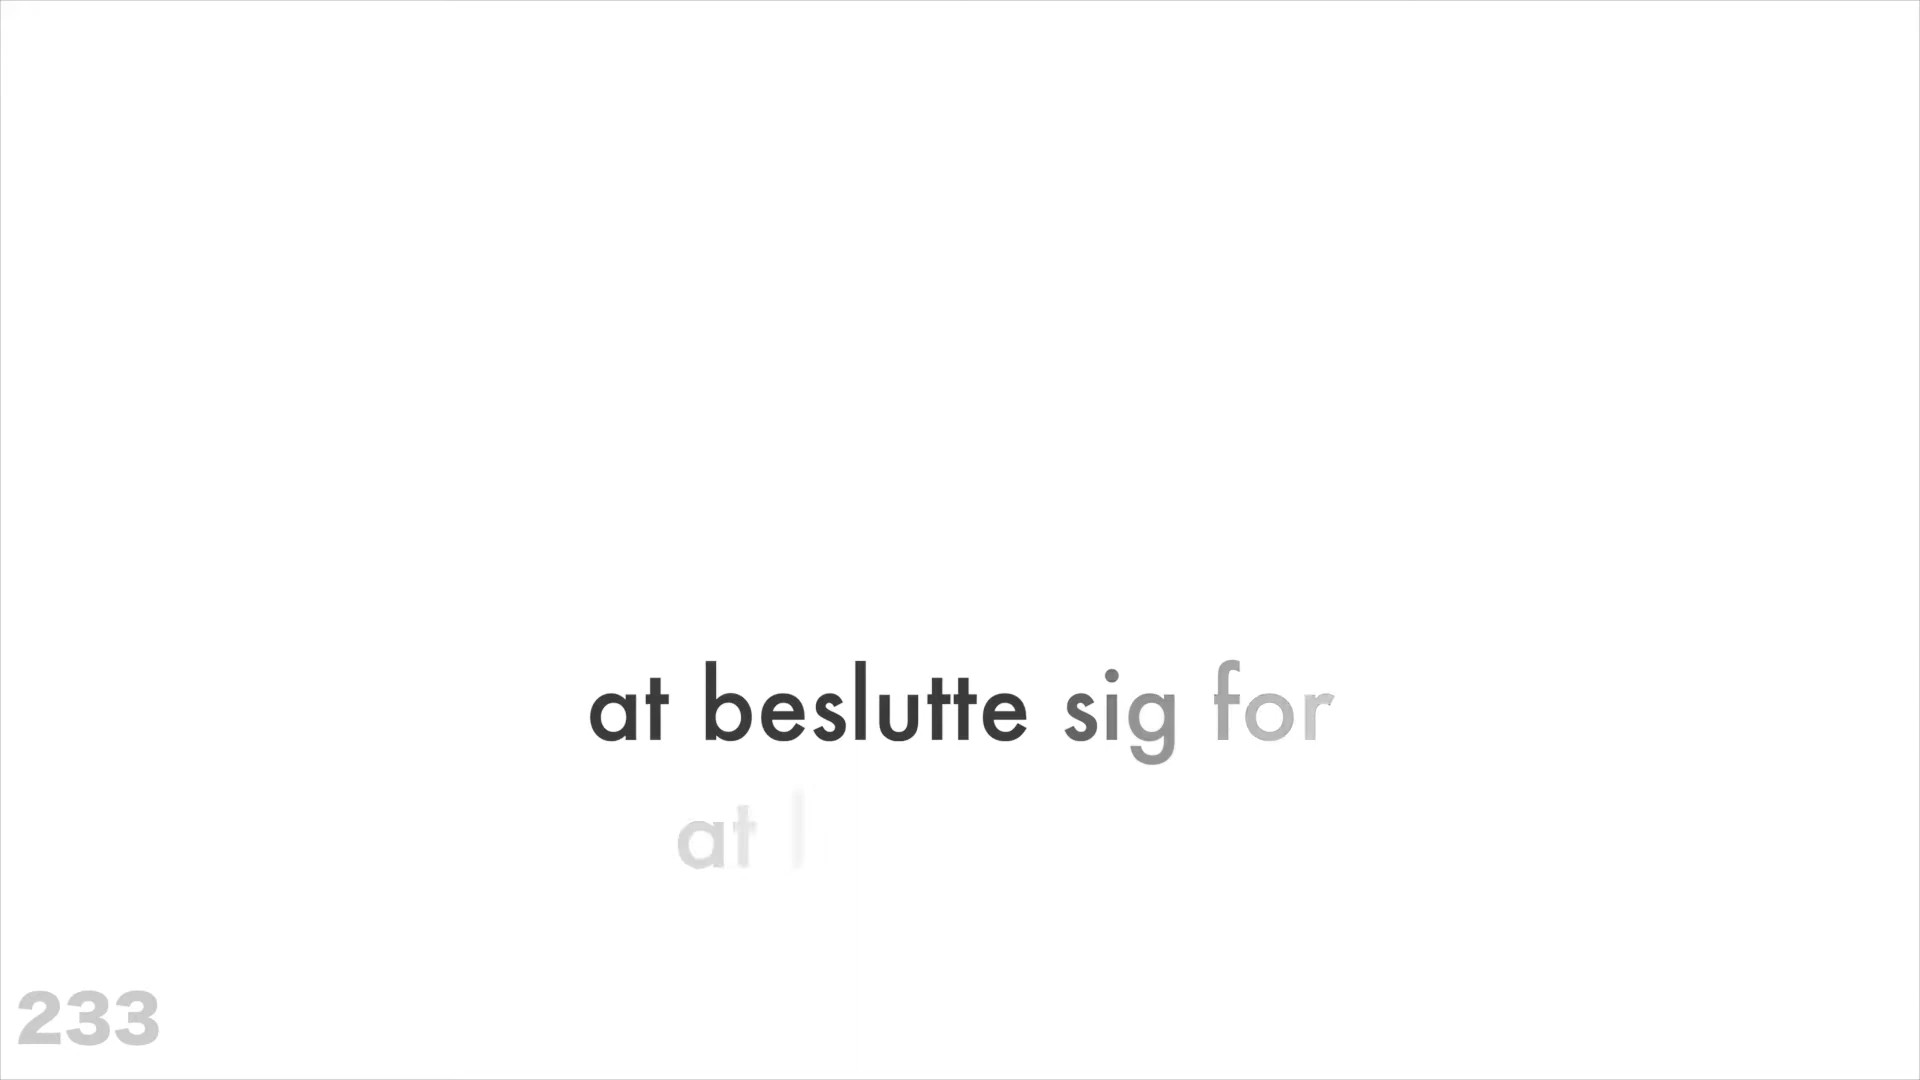 at beslutte sig for
at
233